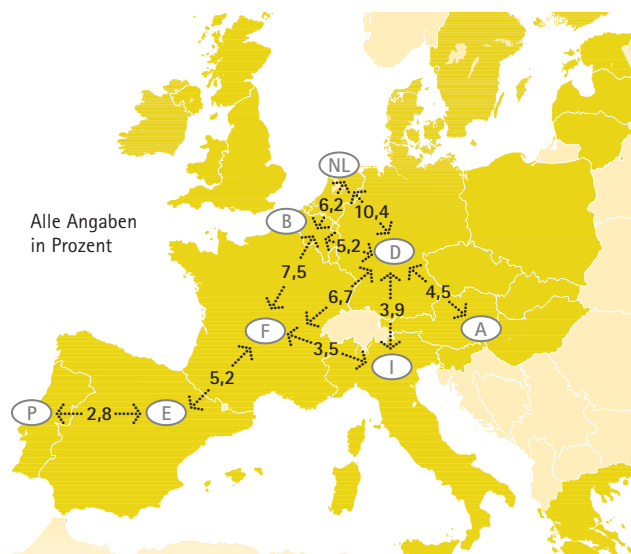 NL
6,2
10,4
B
Alle Angaben
in Prozent
5,2
D
7,5
6,7
4,5
3,9
F
A
3,5
I
5,2
P
2,8
E